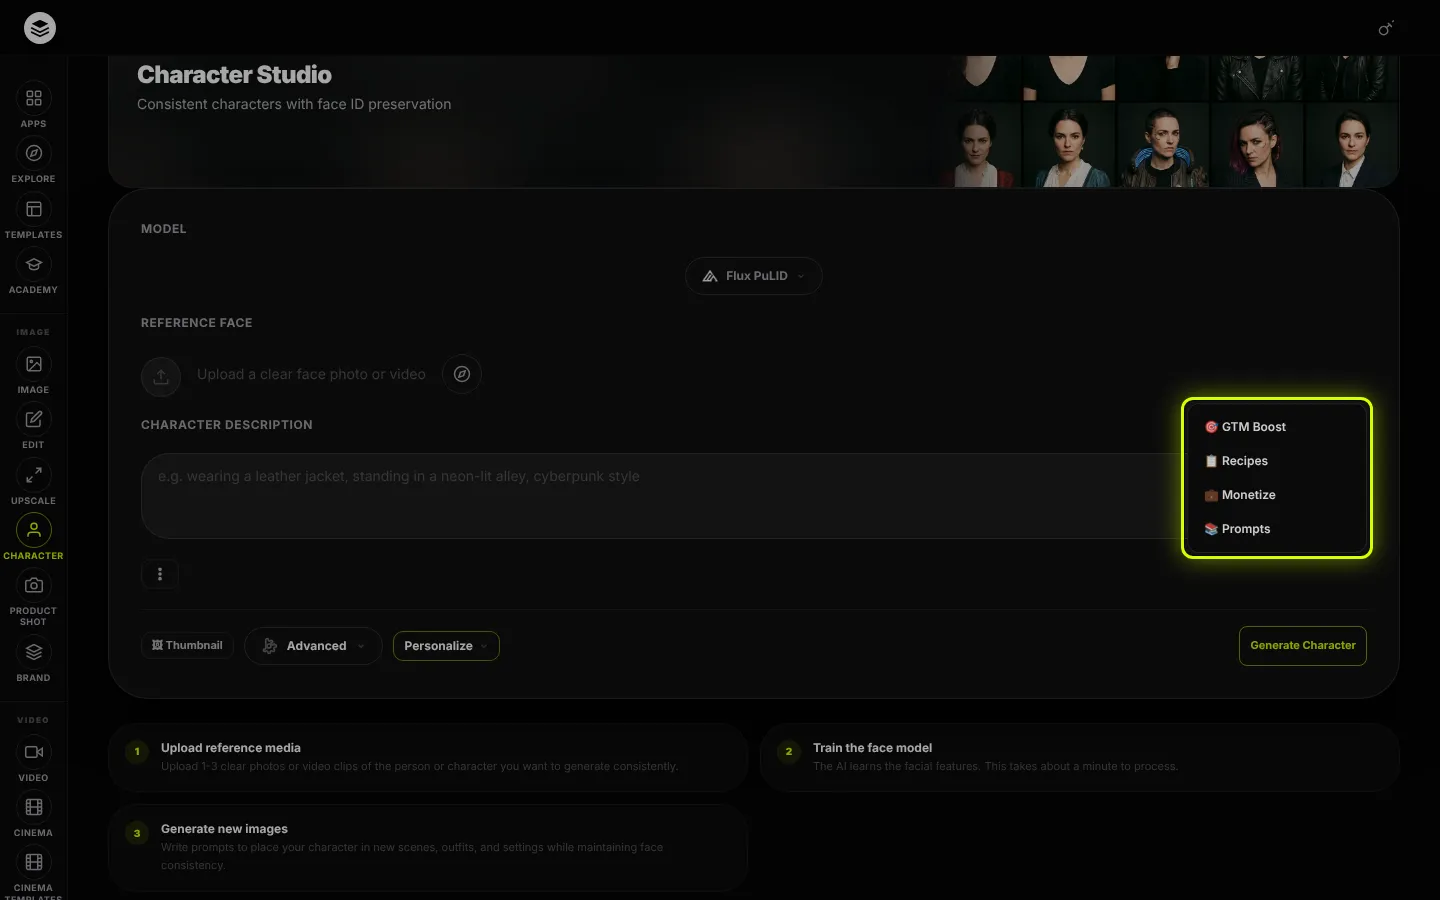 Character Studio
Consistent characters with face ID preservation
APPS
EXPLORE
TEMPLATES
ACADEMY
IMAGE
IMAGE
EDIT
UPSCALE
CHARACTER
PRODUCT
SHOT
BRAND
VIDEO
VIDEO
CINEMA
CINEMA
TEMPLATES
MODEL
Flux PuLID
REFERENCE FACE
Upload a clear face photo or video
CHARACTER DESCRIPTION
e.g. wearing a leather jacket, standing in a neon-lit alley, cyberpunk style
GTM Boost
Recipes
Monetize
Prompts
Thumbnail
Advanced
Personalize
Generate Character
1
Upload reference media
Upload 1-3 clear photos or video clips of the person or character you want to generate consistently.
2
Train the face model
The AI learns the facial features. This takes about a minute to process.
3
Generate new images
Write prompts to place your character in new scenes, outfits, and settings while maintaining face
consistency.